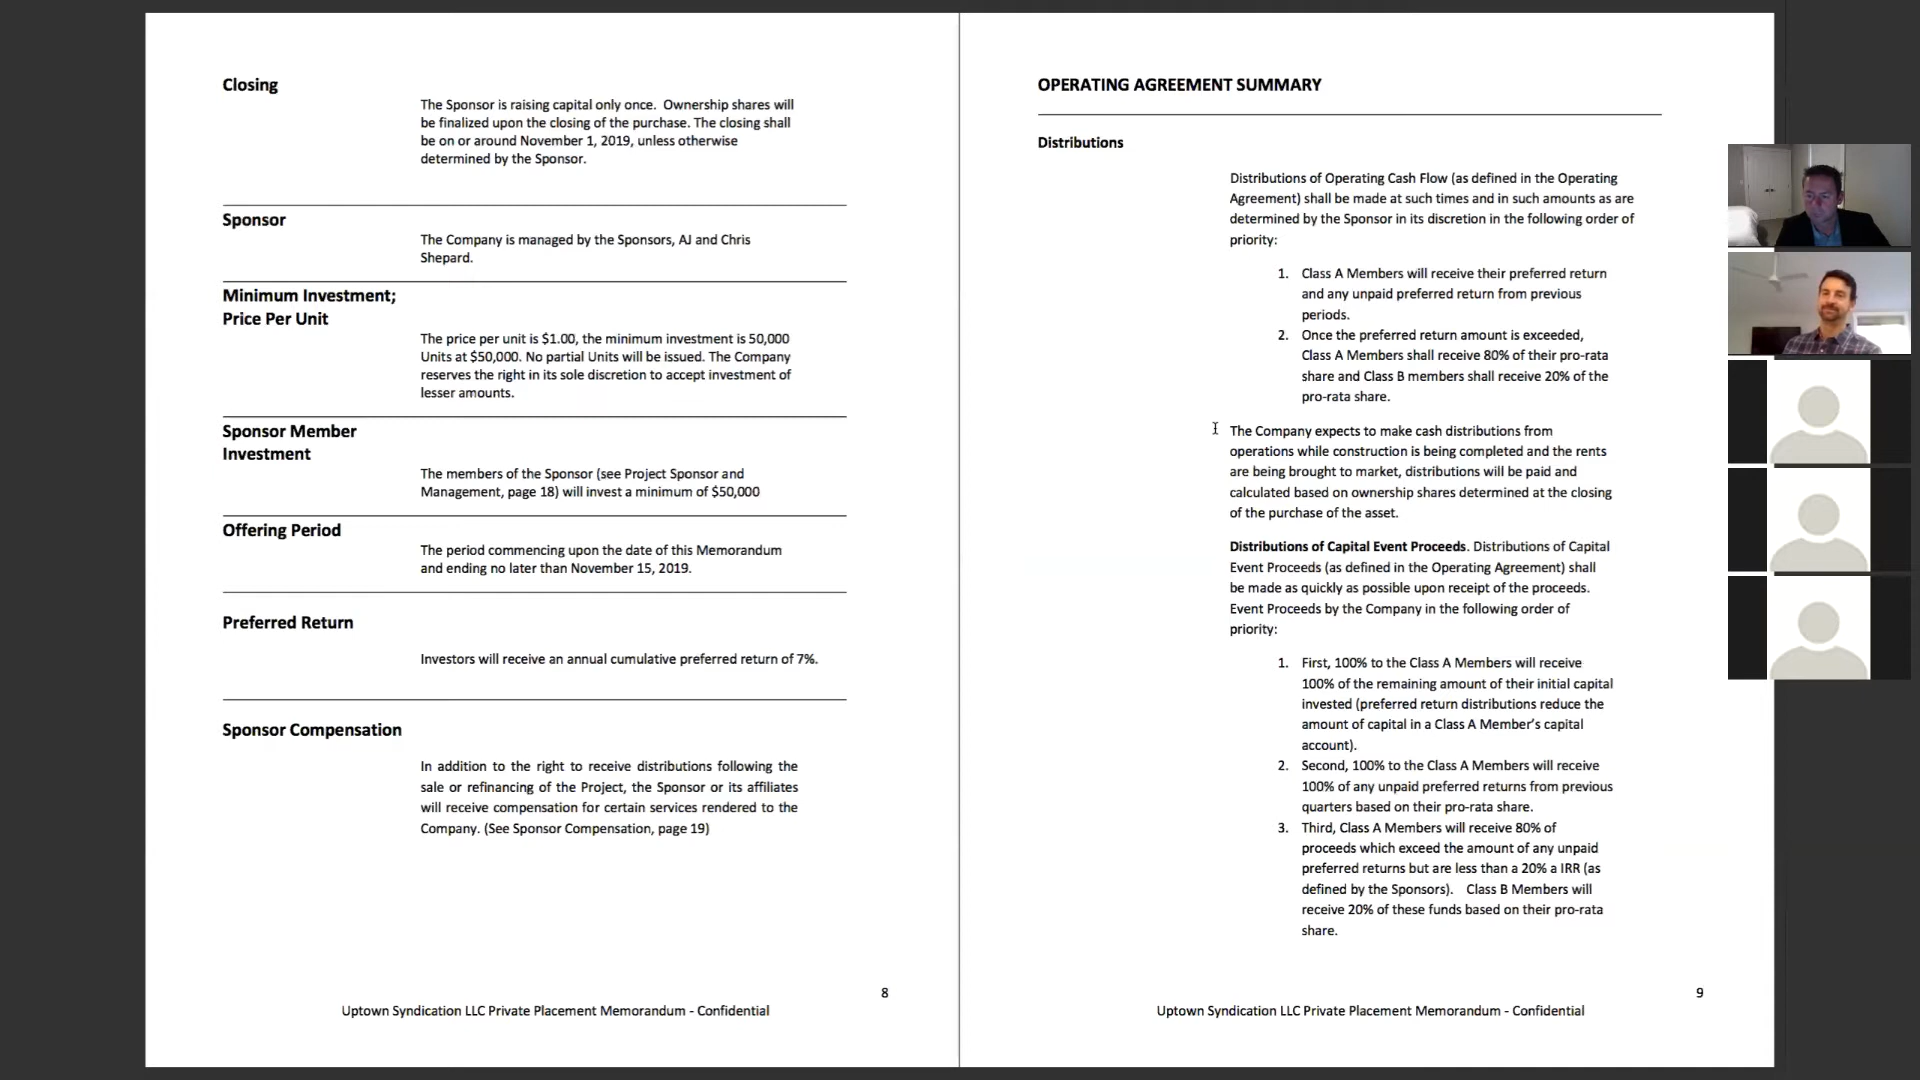 Closing
The Sponsor is raising capital only once. Ownership shares will
be finalized upon the closing of the purchase. The closing shall
be on or around November 1, 2019, unless otherwise
determined by the Sponsor.
Sponsor
The Company is managed by the Sponsors, AJ and Chris
Shepard.
Minimum Investment;
Price Per Unit
The price per unit is $1.00, the minimum investment is 50,000
Units at $50,000. No partial Units will be issued. The Company
reserves the right in its sole discretion to accept investment of
lesser amounts.
Sponsor Member
Investment
The members of the Sponsor (see Project Sponsor and
Management, page 18) will invest a minimum of $50,000
Offering Period
The period commencing upon the date of this Memorandum
and ending no later than November 15, 2019.
Preferred Return
Investors will receive an annual cumulative preferred return of 7%.
Sponsor Compensation
In addition to the right to receive distributions following the
sale or refinancing of the Project, the Sponsor or its affiliates
will receive compensation for certain services rendered to the
Company. (See Sponsor Compensation, page 19)
8
Uptown Syndication LLC Private Placement Memorandum - Confidential
OPERATING AGREEMENT SUMMARY
Distributions
Distributions of Operating Cash Flow (as defined in the Operating
Agreement) shall be made at such times and in such amounts as are
determined by the Sponsor in its discretion in the following order of
priority:
1. Class A Members will receive their preferred return
and any unpaid preferred return from previous
periods.
2. Once the preferred return amount is exceeded,
Class A Members shall receive 80% of their pro-rata
share and Class B members shall receive 20% of the
pro-rata share.
The Company expects to make cash distributions from
operations while construction is being completed and the rents
are being brought to market, distributions will be paid and
calculated based on ownership shares determined at the closing
of the purchase of the asset.
Distributions of Capital Event Proceeds. Distributions of Capital
Event Proceeds (as defined in the Operating Agreement) shall
be made as quickly as possible upon receipt of the proceeds.
Event Proceeds by the Company in the following order of
priority:
1. First, 100% to the Class A Members will receive
100% of the remaining amount of their initial capital
invested (preferred return distributions reduce the
amount of capital in a Class A Member's capital
account).
2. Second, 100% to the Class A Members will receive
100% of any unpaid preferred returns from previous
quarters based on their pro-rata share.
3. Third, Class A Members will receive 80% of
proceeds which exceed the amount of any unpaid
preferred returns but are less than a 20% a IRR (as
defined by the Sponsors). Class B Members will
receive 20% of these funds based on their pro-rata
share.
9
Uptown Syndication LLC Private Placement Memorandum - Confidential